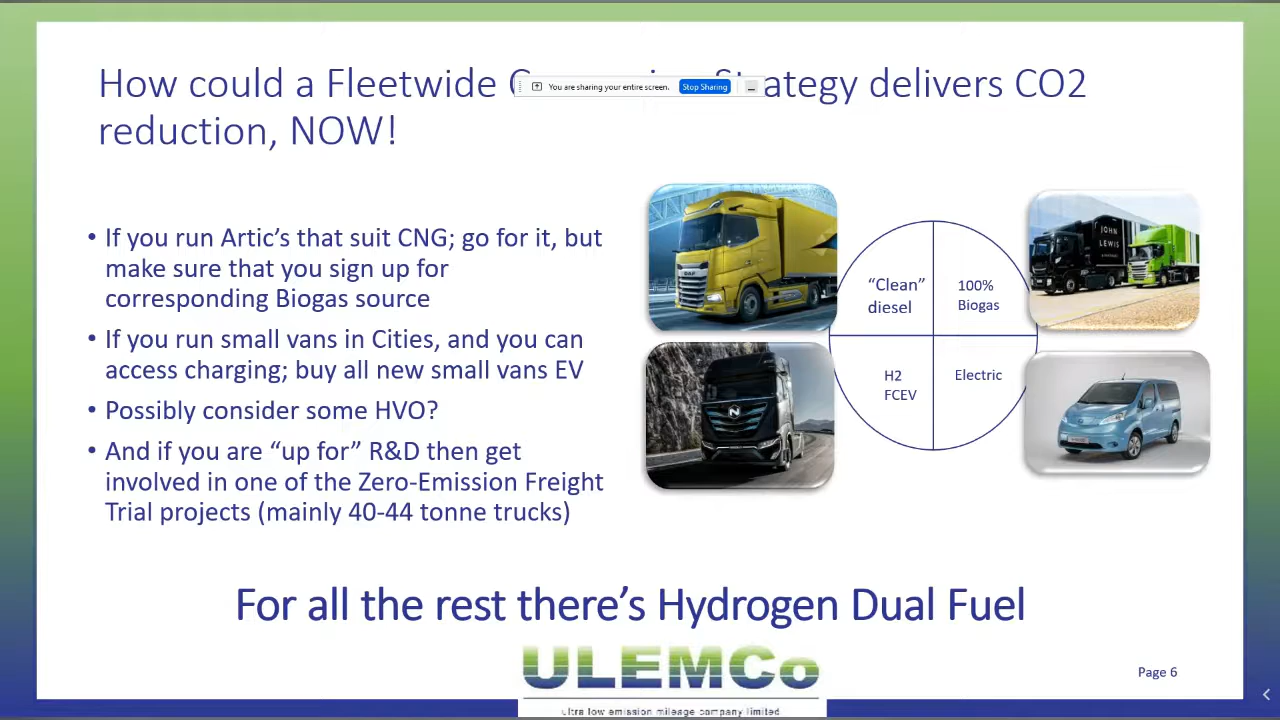 How could a Fleetwide Strategy delivers CO2
You are sharing your entire screen. Stop Sharing
reduction, NOW!
• If you run Artic’s that suit CNG; go for it, but
make sure that you sign up for
corresponding Biogas source
• If you run small vans in Cities, and you can
access charging; buy all new small vans EV
• Possibly consider some HVO?
• And if you are “up for” R&D then get
involved in one of the Zero-Emission Freight
Trial projects (mainly 40-44 tonne trucks)
“Clean”
diesel
100%
Biogas
H2
FCEV
Electric
DAF
JOHN
LEWIS
For all the rest there’s Hydrogen Dual Fuel
ULEMCo
Ultra low emission mileage company limited
Page 6